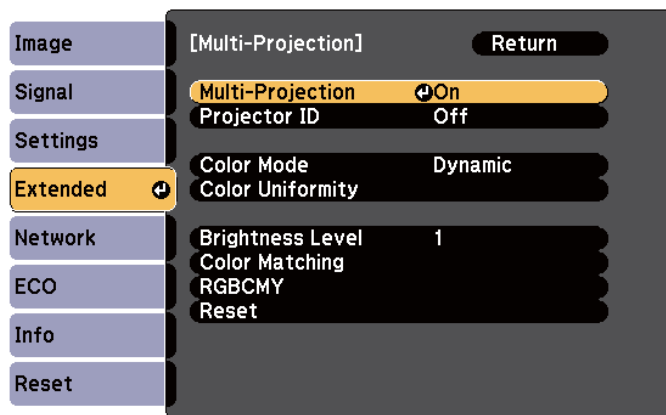 Image
Signal
Settings
Extended
Network
ECO
Info
Reset
[Multi-Projection] Return
Multi-Projection On
Projector ID Off
Color Mode Dynamic
Color Uniformity
Brightness Level 1
Color Matching
RGBCMY
Reset